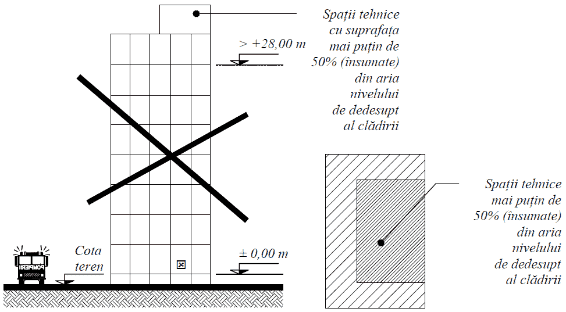 Spații tehnice
cu suprafața
mai puțin de
50% (însumate)
din aria
nivelului
de dedesupt
al clădirii
> +28,00 m
Spații tehnice
mai puțin de
50% (însumate)
din aria
nivelului
de dedesupt
al clădirii
Cota
teren
± 0,00 m